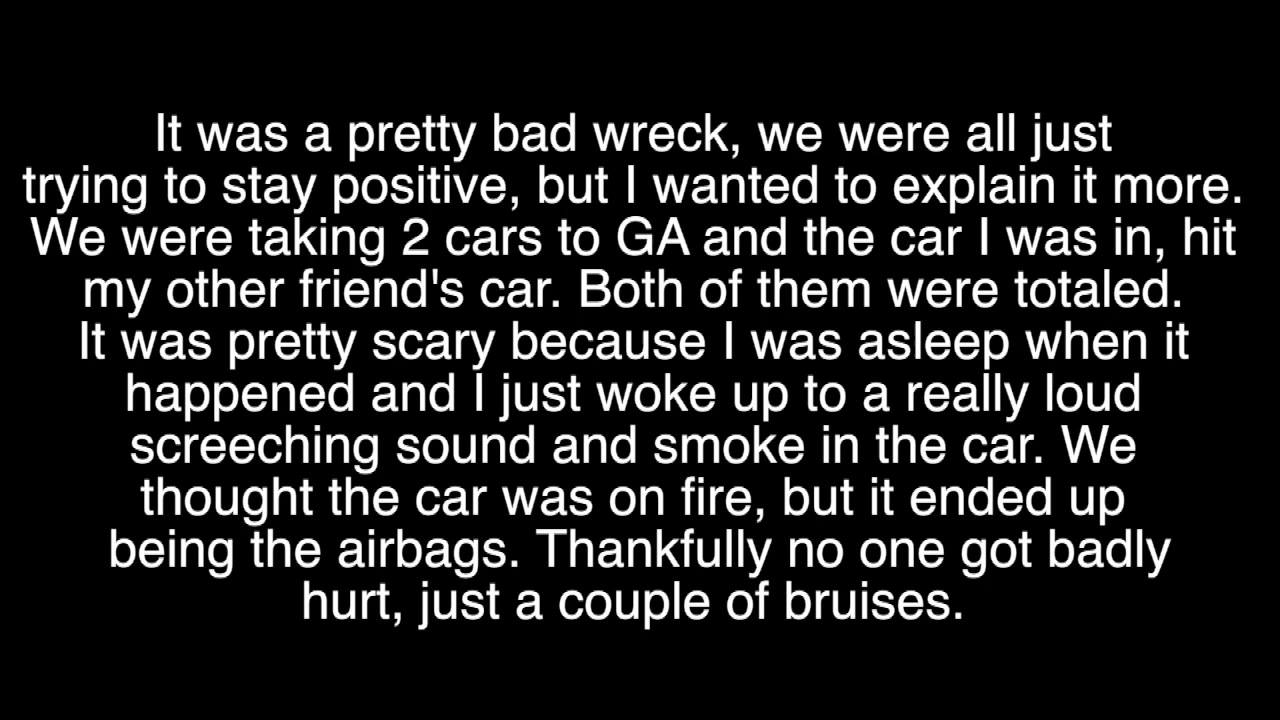 It was a pretty bad wreck, we were all just
trying to stay positive, but I wanted to explain it more.
We were taking 2 cars to GA and the car I was in, hit
my other friend's car. Both of them were totaled.
It was pretty scary because I was asleep when it
happened and I just woke up to a really loud
screeching sound and smoke in the car. We
thought the car was on fire, but it ended up
being the airbags. Thankfully no one got badly
hurt, just a couple of bruises.